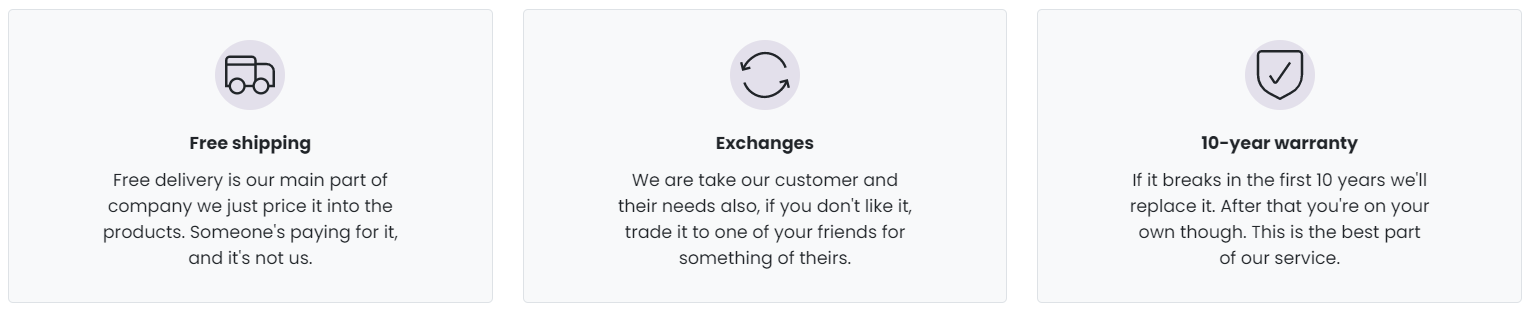 Free shipping
Free delivery is our main part of
company we just price it into the
products. Someone's paying for it,
and it's not us.
Exchanges
We are take our customer and
their needs also, if you don't like it,
trade it to one of your friends for
something of theirs.
10-year warranty
If it breaks in the first 10 years we'll
replace it. After that you're on your
own though. This is the best part
of our service.